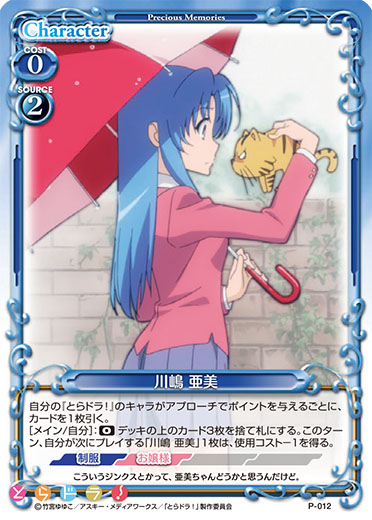 Precious Memories
Character
COST
0
SOURCE
2
川嶋 亜美
自分の『とらドラ!』のキャラがアプローチでポイントを与えるごとに、
カードを1枚引く。
[メイン/自分]: デッキの上のカード3枚を捨て札にする。このター
ン、自分が次にプレイする「川嶋 亜美」1枚は、使用コスト−1を得る。
制服 お嬢様
こういうジンクスとかって、亜美ちゃんどうかと思うんだけど。
とらドラ!
©竹宮ゆゆこ/アスキー・メディアワークス/「とらドラ!」製作委員会 P-012